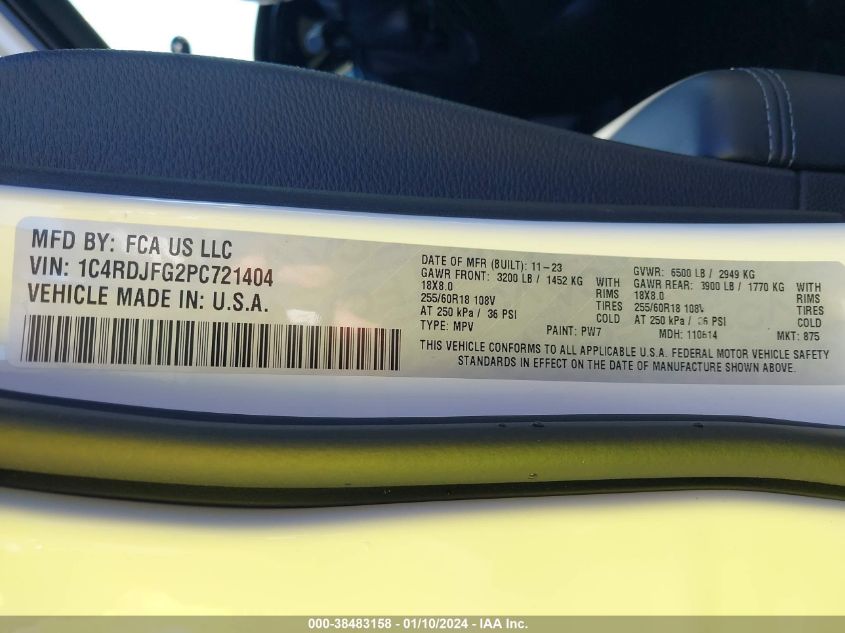 MFD BY: FCA US LLC
VIN: 1C4RDJFG2PC721404
VEHICLE MADE IN: U.S.A.
DATE OF MFR (BUILT): 11-23
GAWR FRONT: 3200 LB / 1452 KG WITH
18X8.0 RIMS
255/60R18 108V TIRES
AT 250 kPa / 36 PSI COLD
TYPE: MPV PAINT: PW7
GVWR: 6500 LB / 2949 KG
GAWR REAR: 3900 LB / 1770 KG WITH
18X8.0 RIMS
255/60R18 108V TIRES
AT 250 kPa / 36 PSI COLD
MDH: 110614 MKT: 875
THIS VEHICLE CONFORMS TO ALL APPLICABLE U.S.A. FEDERAL MOTOR VEHICLE SAFETY
STANDARDS IN EFFECT ON THE DATE OF MANUFACTURE SHOWN ABOVE.
000-38483158 - 01/10/2024 - IAA Inc.